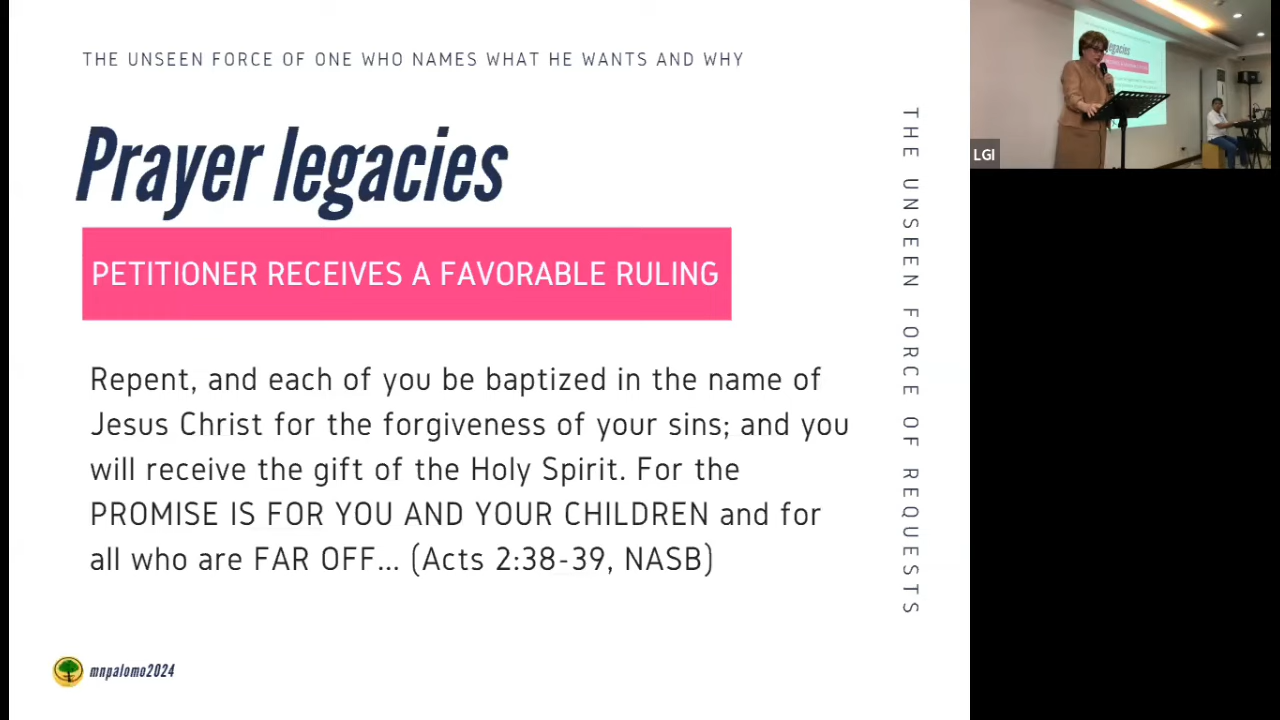 THE UNSEEN FORCE OF ONE WHO NAMES WHAT HE WANTS AND WHY
Prayer legacies
PETITIONER RECEIVES A FAVORABLE RULING
Repent, and each of you be baptized in the name of
Jesus Christ for the forgiveness of your sins; and you
will receive the gift of the Holy Spirit. For the
PROMISE IS FOR YOU AND YOUR CHILDREN and for
all who are FAR OFF... (Acts 2:38-39, NASB)
mnpalomo2024
THE UNSEEN FORCE OF REQUESTS
LGI